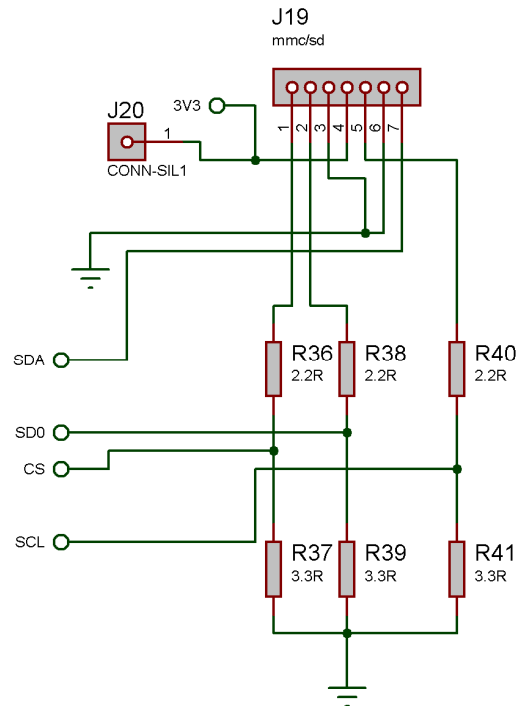 J19
mmc/sd
3V3
J20
1
CONN-SIL1
1
2
3
4
5
6
7
SDA
R36
2.2R
R38
2.2R
R40
2.2R
SD0
CS
SCL
R37
3.3R
R39
3.3R
R41
3.3R